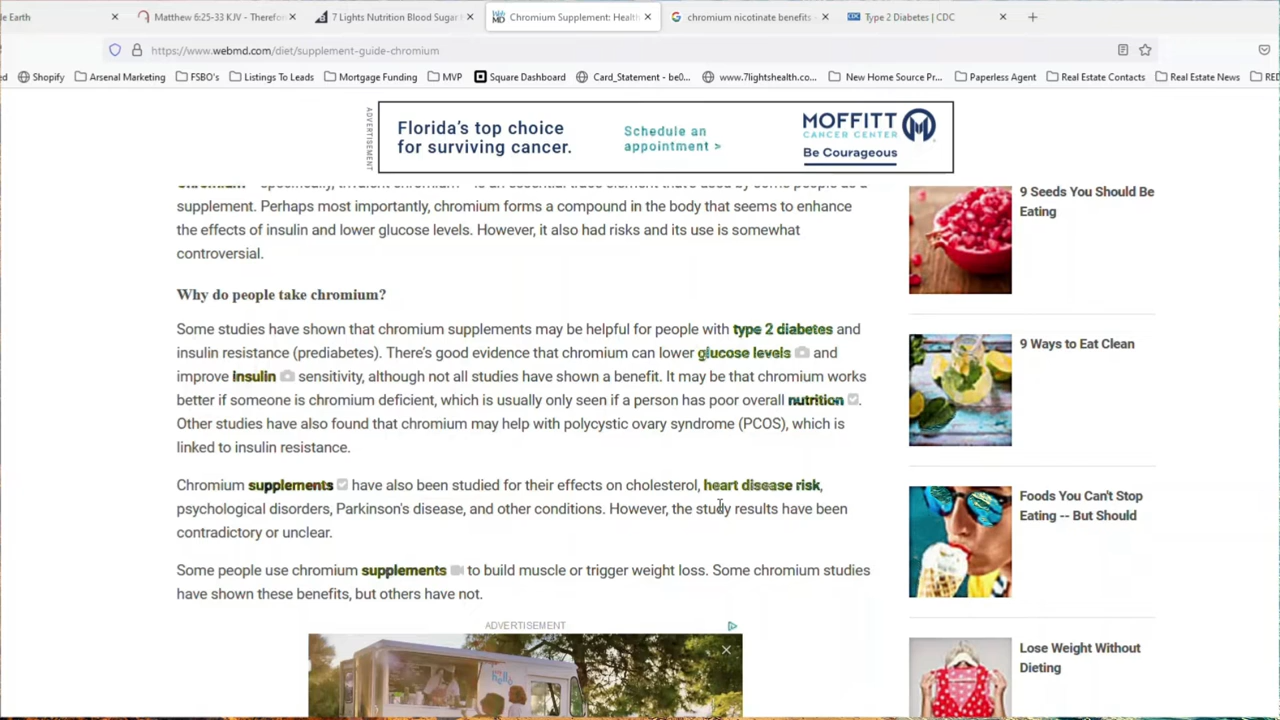 le Earth
Matthew 6:25-33 KJV - Therefo
7 Lights Nutrition Blood Sugar
Chromium Supplement: Health
chromium nicotinate benefits -
Type 2 Diabetes | CDC
https://www.webmd.com/diet/supplement-guide-chromium
ed
Shopify
Arsenal Marketing
FSBO's
Listings To Leads
Mortgage Funding
MVP
Square Dashboard
Card_Statement - be0...
www.7lightshealth.co...
New Home Source Pr...
Paperless Agent
Real Estate Contacts
Real Estate News
RED
ADVERTISEMENT
Florida's top choice
for surviving cancer.
Schedule an
appointment >
MOFFITT
CANCER CENTER
Be Courageous
Chromium -- specifically, trivalent chromium -- is an essential trace element that's used by some people as a
supplement. Perhaps most importantly, chromium forms a compound in the body that seems to enhance
the effects of insulin and lower glucose levels. However, it also had risks and its use is somewhat
controversial.
Why do people take chromium?
Some studies have shown that chromium supplements may be helpful for people with type 2 diabetes and
insulin resistance (prediabetes). There's good evidence that chromium can lower glucose levels and
improve insulin sensitivity, although not all studies have shown a benefit. It may be that chromium works
better if someone is chromium deficient, which is usually only seen if a person has poor overall nutrition.
Other studies have also found that chromium may help with polycystic ovary syndrome (PCOS), which is
linked to insulin resistance.
Chromium supplements have also been studied for their effects on cholesterol, heart disease risk,
psychological disorders, Parkinson's disease, and other conditions. However, the study results have been
contradictory or unclear.
Some people use chromium supplements to build muscle or trigger weight loss. Some chromium studies
have shown these benefits, but others have not.
ADVERTISEMENT
9 Seeds You Should Be
Eating
9 Ways to Eat Clean
Foods You Can't Stop
Eating -- But Should
Lose Weight Without
Dieting